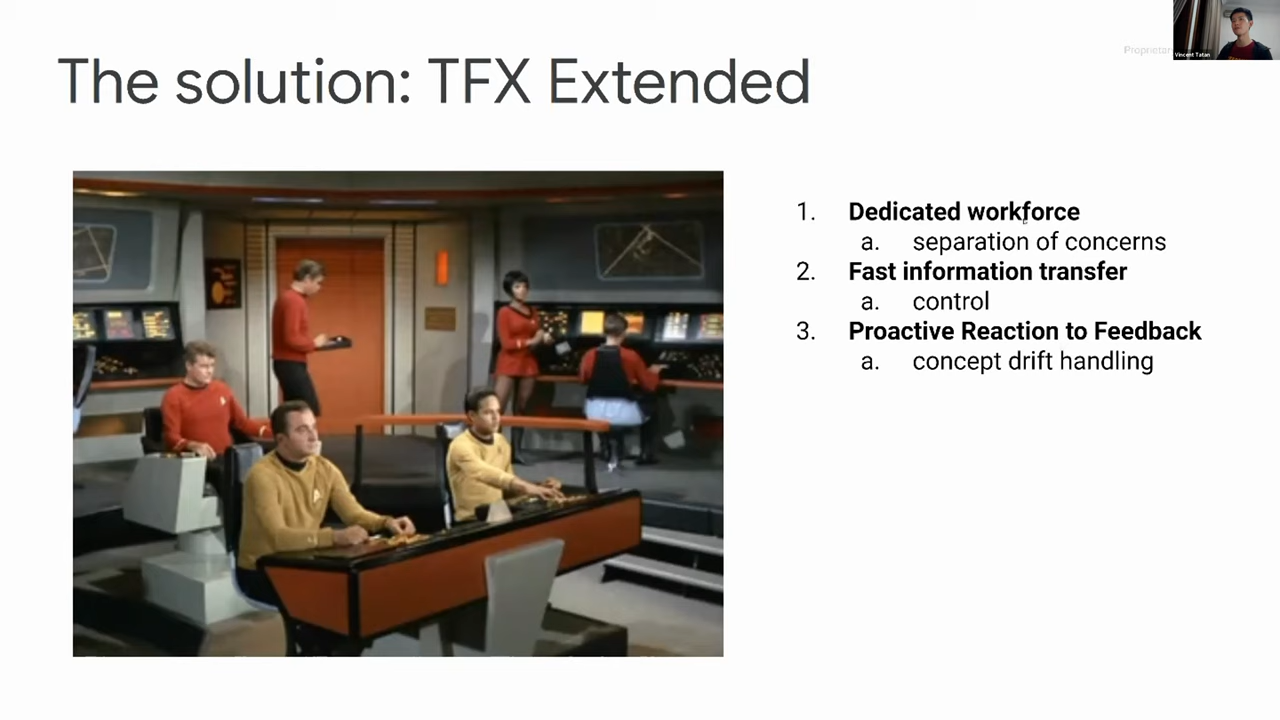 Proprietar
Vincent Tatan
The solution: TFX Extended
1. Dedicated workforce
a. separation of concerns
2. Fast information transfer
a. control
3. Proactive Reaction to Feedback
a. concept drift handling